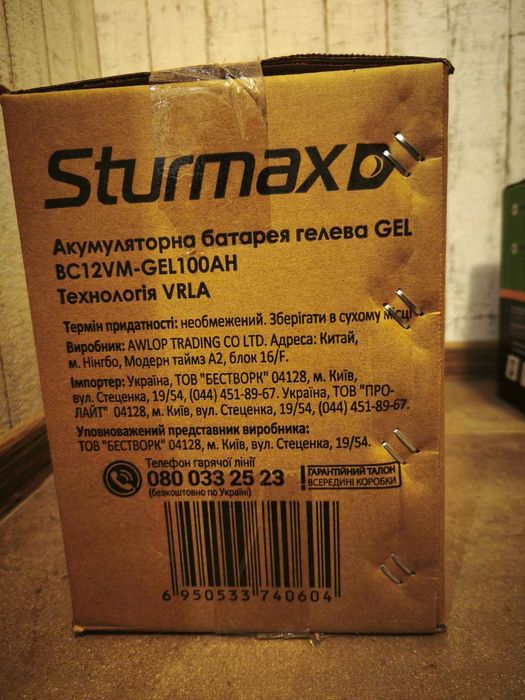 Sturmax
Акумуляторна батарея гелева GEL
BC12VM-GEL100AH
Технологія VRLA
Термін придатності: необмежений. Зберігати в сухому місці.
Виробник: AWLOP TRADING CO LTD. Адреса: Китай,
м. Нінгбо, Модерн таймз А2, блок 16/F.
Імпортер: Україна, ТОВ "БЕСТВОРК" 04128, м. Київ,
вул. Стеценка, 19/54, (044) 451-89-67. Україна, ТОВ "ПРО-
ЛАЙТ" 04128, м. Київ, вул. Стеценка, 19/54, (044) 451-89-67.
Уповноважений представник виробника:
ТОВ "БЕСТВОРК" 04128, м. Київ, вул. Стеценка, 19/54.
Телефон гарячої лінії
080 033 25 23
(безкоштовно по Україні)
ГАРАНТІЙНИЙ ТАЛОН
ВСЕРЕДИНІ КОРОБКИ
6 950533 740604